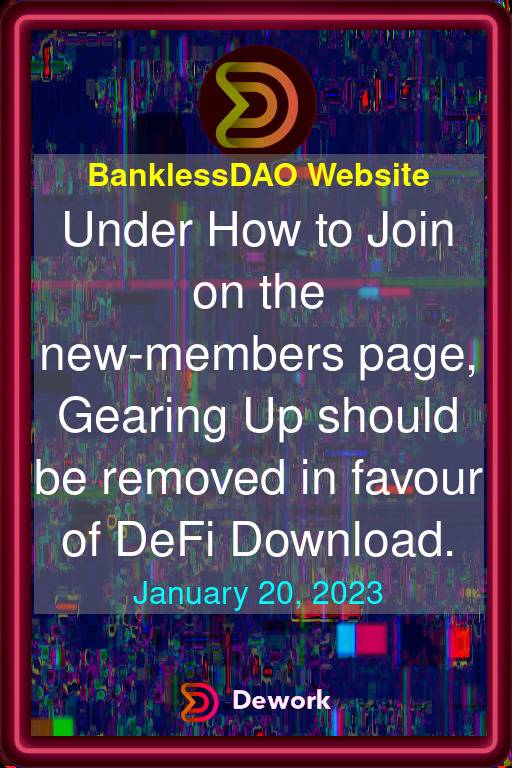 BanklessDAO Website
Under How to Join
on the
new-members page,
Gearing Up should
be removed in favour
of DeFi Download.
January 20, 2023
Dework